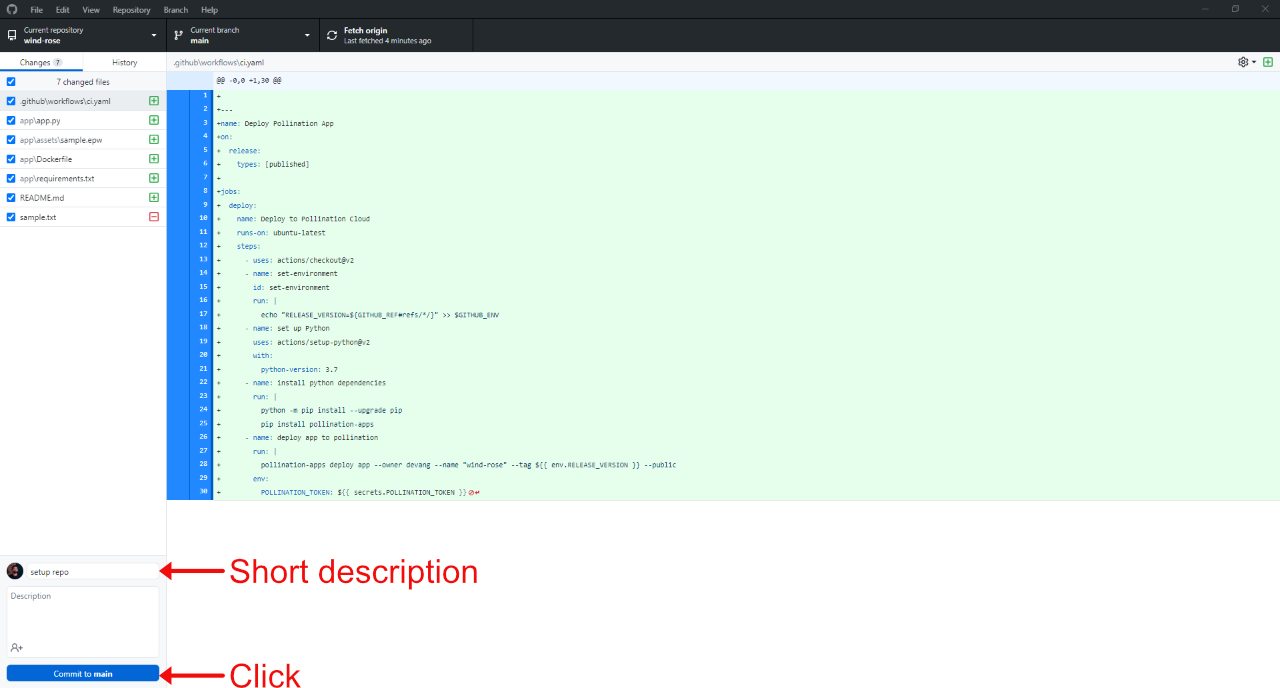 File Edit View Repository Branch Help
Current repository
wind-rose
Current branch
main
Fetch origin
Last fetched 4 minutes ago
Changes 7 History
7 changed files
.github\workflows\ci.yaml
app\app.py
app\assets\sample.epw
app\Dockerfile
app\requirements.txt
README.md
sample.txt
.github\workflows\ci.yaml
@@ -0,0 +1,30 @@
1 +
2 +---
3 +name: Deploy Pollination App
4 +on:
5 + release:
6 + types: [published]
7 +
8 +jobs:
9 + deploy:
10 + name: Deploy to Pollination Cloud
11 + runs-on: ubuntu-latest
12 + steps:
13 + - uses: actions/checkout@v2
14 + - name: set-environment
15 + id: set-environment
16 + run: |
17 + echo "RELEASE_VERSION=${GITHUB_REF#refs/*/}" >> $GITHUB_ENV
18 + - name: set up Python
19 + uses: actions/setup-python@v2
20 + with:
21 + python-version: 3.7
22 + - name: install python dependencies
23 + run: |
24 + python -m pip install --upgrade pip
25 + pip install pollination-apps
26 + - name: deploy app to pollination
27 + run: |
28 + pollination-apps deploy app --owner devang --name "wind-rose" --tag ${{ env.RELEASE_VERSION }} --public
29 + env:
30 + POLLINATION_TOKEN: ${{ secrets.POLLINATION_TOKEN }}
setup repo
Short description
Description
Commit to main
Click